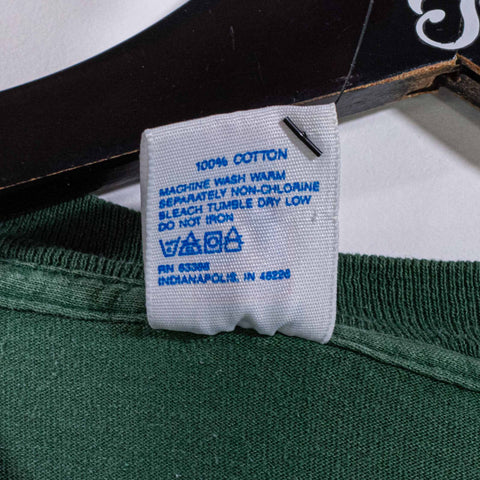 100% COTTON
MACHINE WASH WARM
SEPARATELY NON-CHLORINE
BLEACH TUMBLE DRY LOW
DO NOT IRON
RN 63386
INDIANAPOLIS, IN 46226